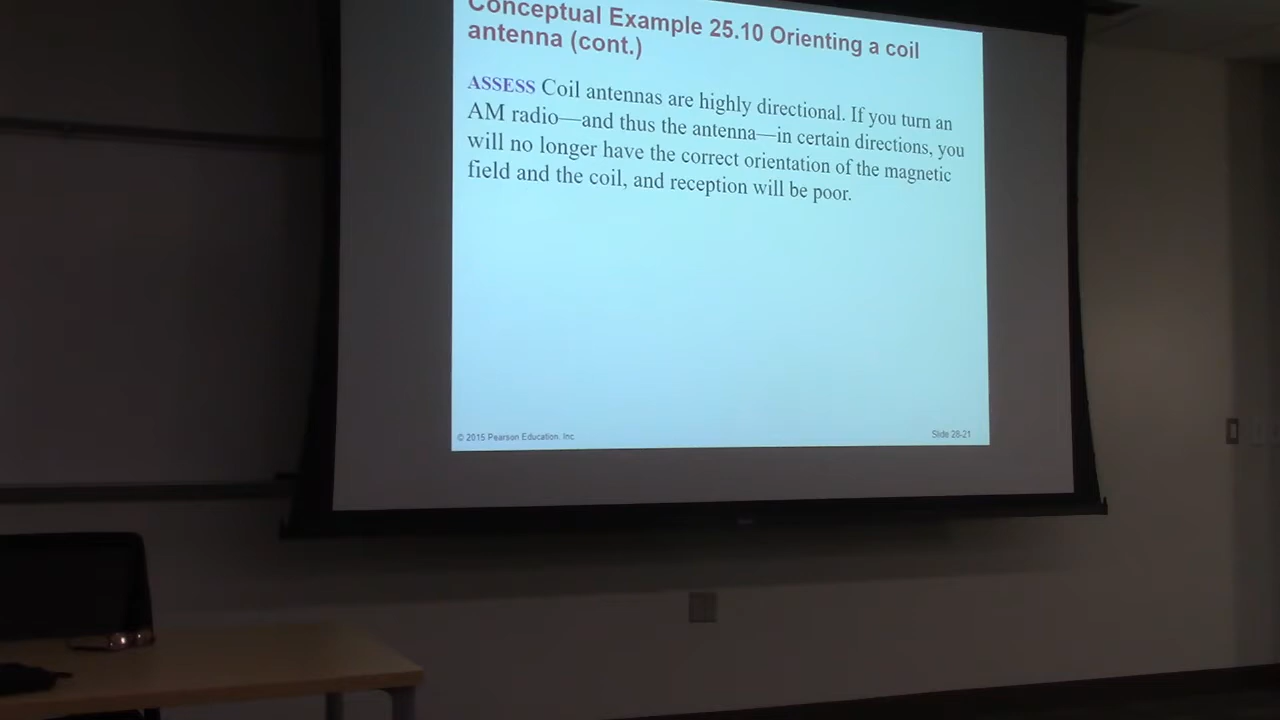 Conceptual Example 25.10 Orienting a coil
antenna (cont.)
ASSESS Coil antennas are highly directional. If you turn an
AM radio—and thus the antenna—in certain directions, you
will no longer have the correct orientation of the magnetic
field and the coil, and reception will be poor.
© 2015 Pearson Education, Inc
Slide 28-21